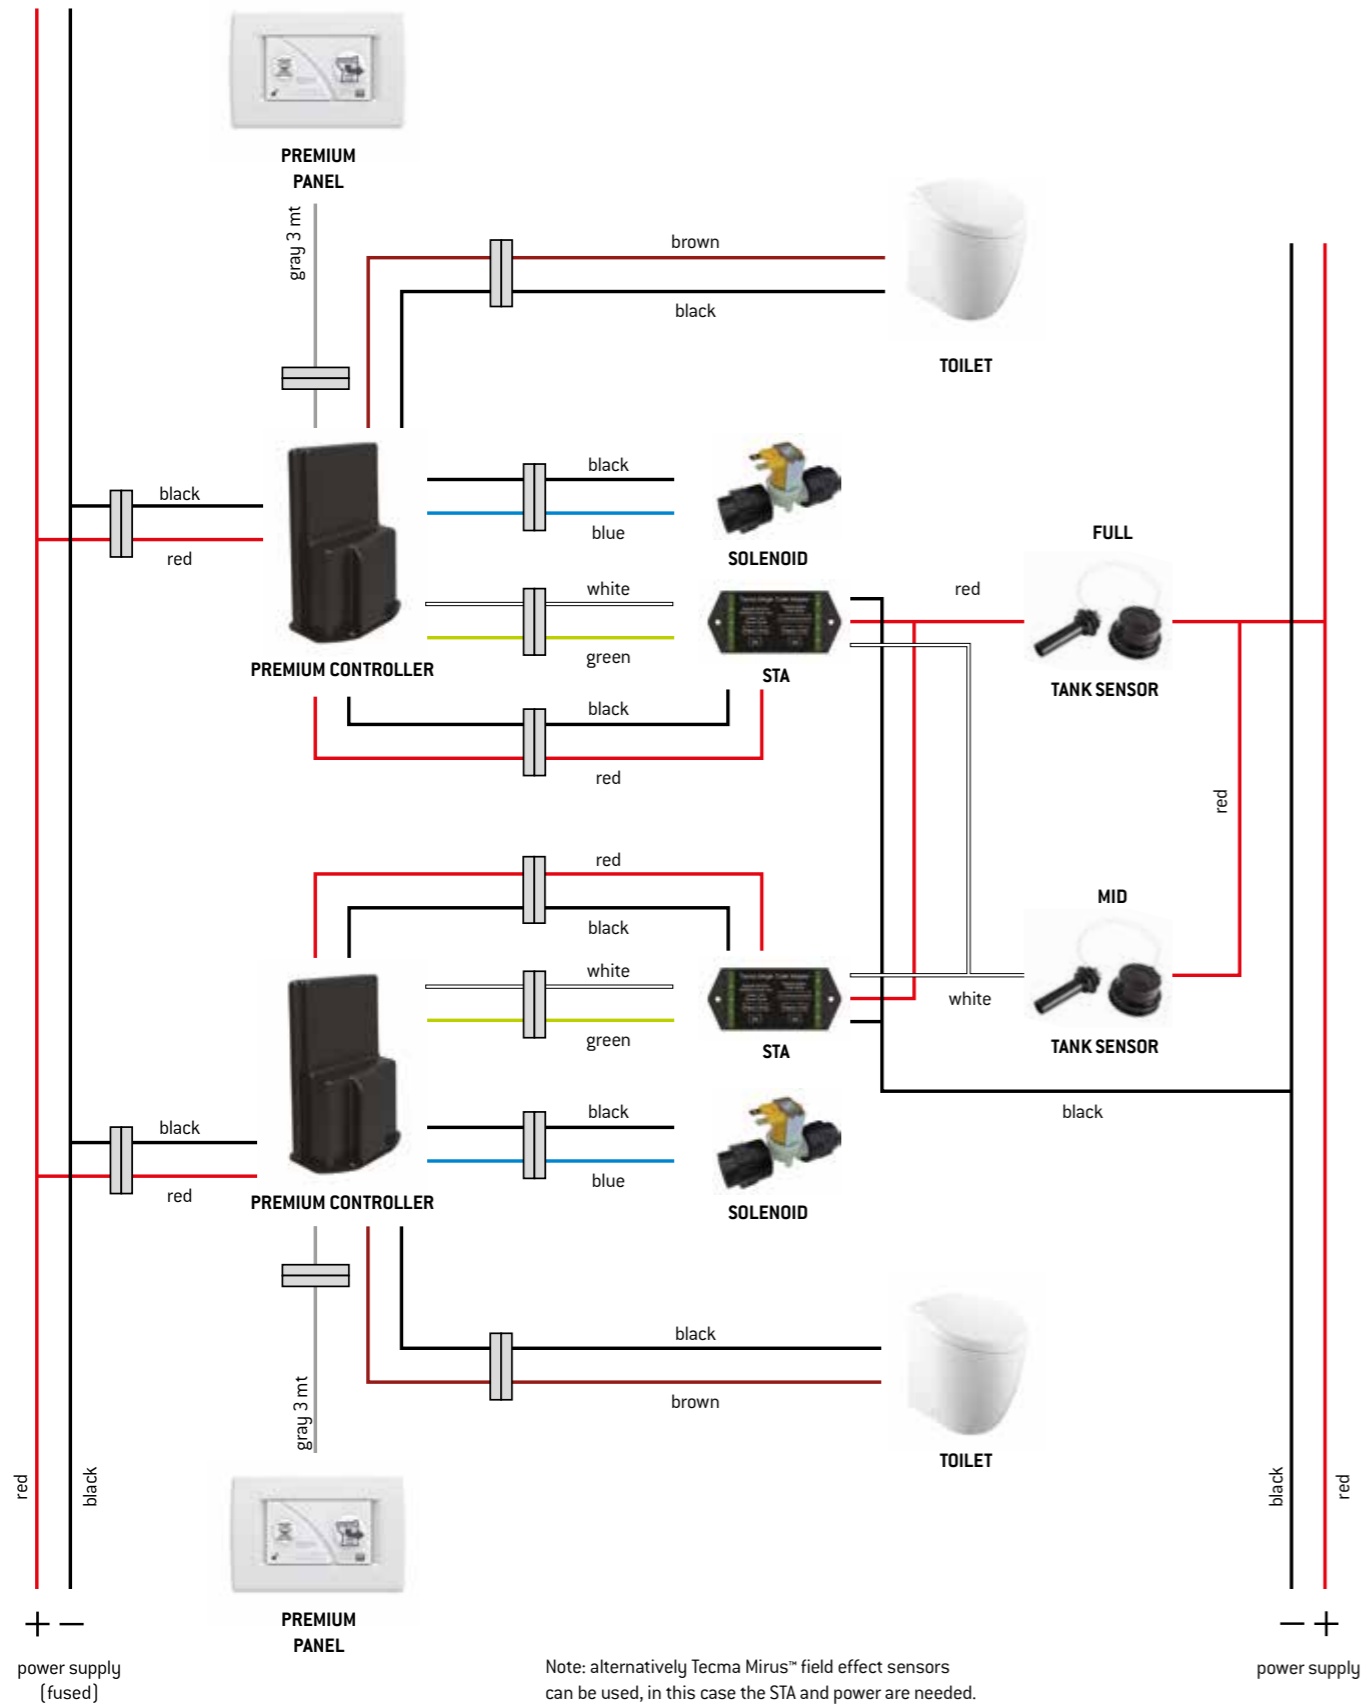 PREMIUM
PANEL
gray 3 mt
brown
black
TOILET
black
red
black
blue
SOLENOID
FULL
white
green
red
PREMIUM CONTROLLER
STA
TANK SENSOR
black
red
red
red
black
MID
white
green
white
STA
TANK SENSOR
black
black
blue
black
red
PREMIUM CONTROLLER
SOLENOID
gray 3 mt
black
brown
TOILET
red
black
black
red
PREMIUM
PANEL
+ −
− +
power supply
(fused)
power supply
Note: alternatively Tecma Mirus™ field effect sensors
can be used, in this case the STA and power are needed.